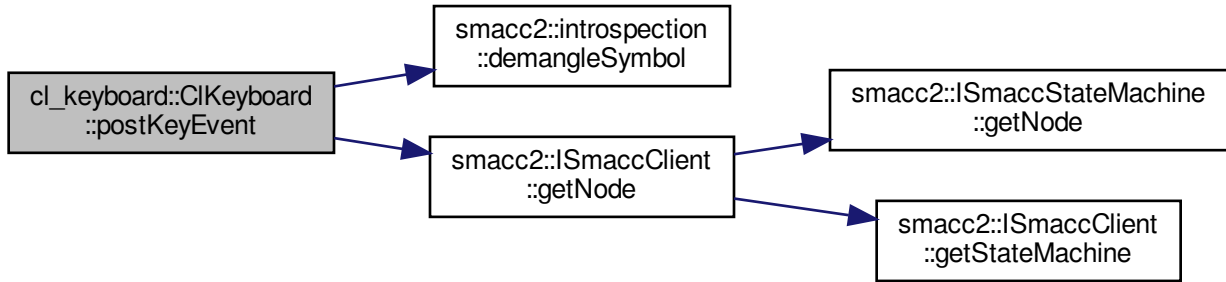 cl_keyboard::ClKeyboard
::postKeyEvent
smacc2::introspection
::demangleSymbol
smacc2::ISmaccClient
::getNode
smacc2::ISmaccStateMachine
::getNode
smacc2::ISmaccClient
::getStateMachine